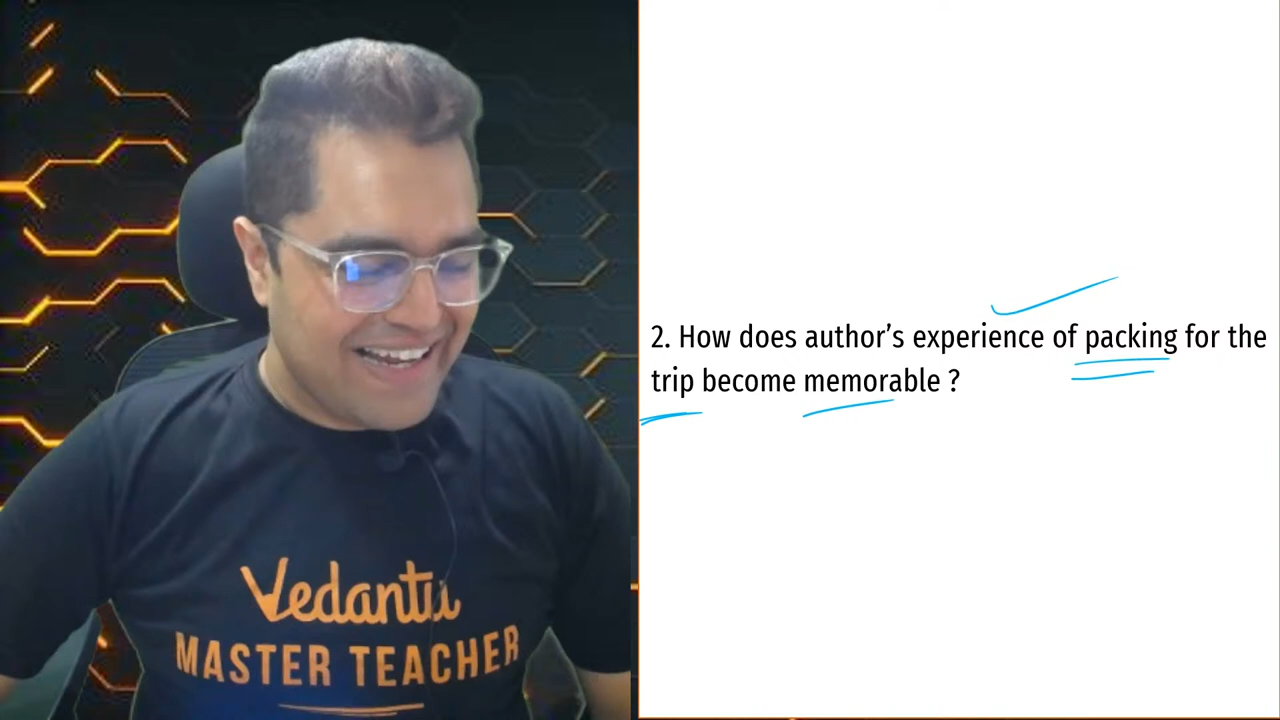 2. How does author's experience of packing for the
trip become memorable ?
Vedantu
MASTER TEACHER